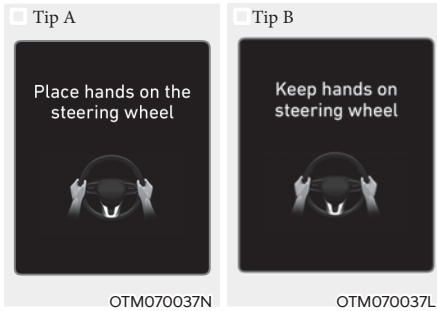 Tip A
Place hands on the
steering wheel
OTM070037N
Tip B
Keep hands on
steering wheel
OTM070037L